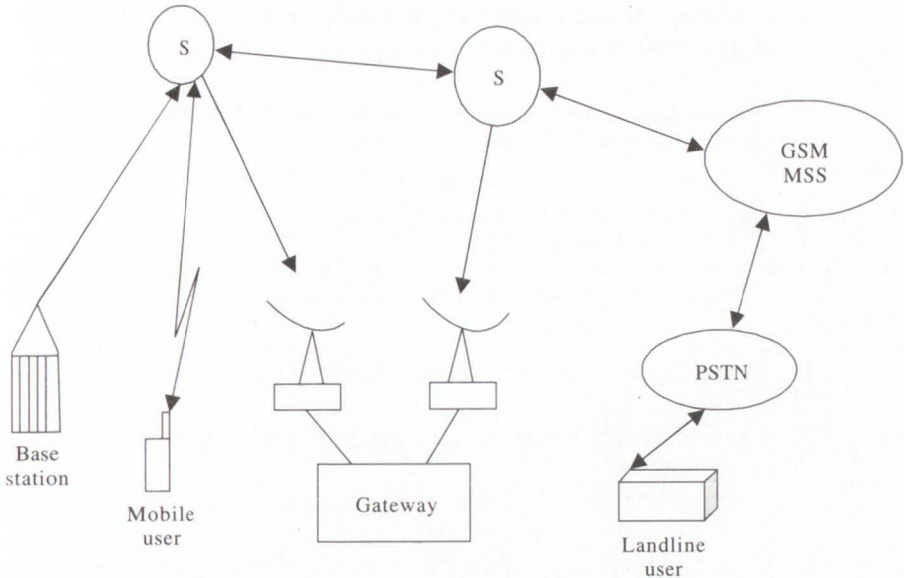 S
S
GSM
MSS
PSTN
Base
station
Mobile
user
Gateway
Landline
user